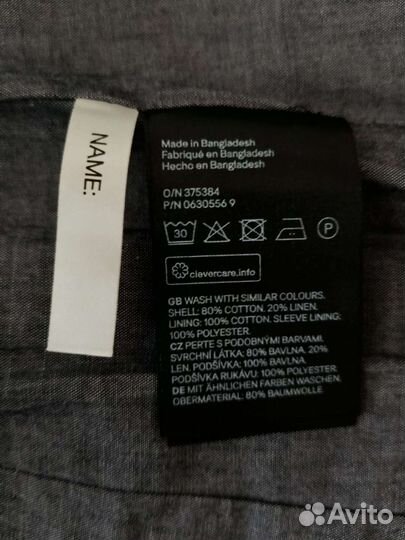 NAME:
Made in Bangladesh
Fabriqué en Bangladesh
Hecho en Bangladesh
O/N 375384
P/N 0630556 9
30
P
clevercare.info
GB WASH WITH SIMILAR COLOURS.
SHELL: 80% COTTON. 20% LINEN.
LINING: 100% COTTON. SLEEVE LINING:
100% POLYESTER.
CZ PERTE S PODOBNÝMI BARVAMI.
SVRCHNÍ LÁTKA: 80% BAVLNA. 20%
LEN. PODŠÍVKA: 100% BAVLNA.
PODŠÍVKA RUKÁVU: 100% POLYESTER.
DE MIT ÄHNLICHEN FARBEN WASCHEN.
OBERMATERIAL: 80% BAUMWOLLE
Avito